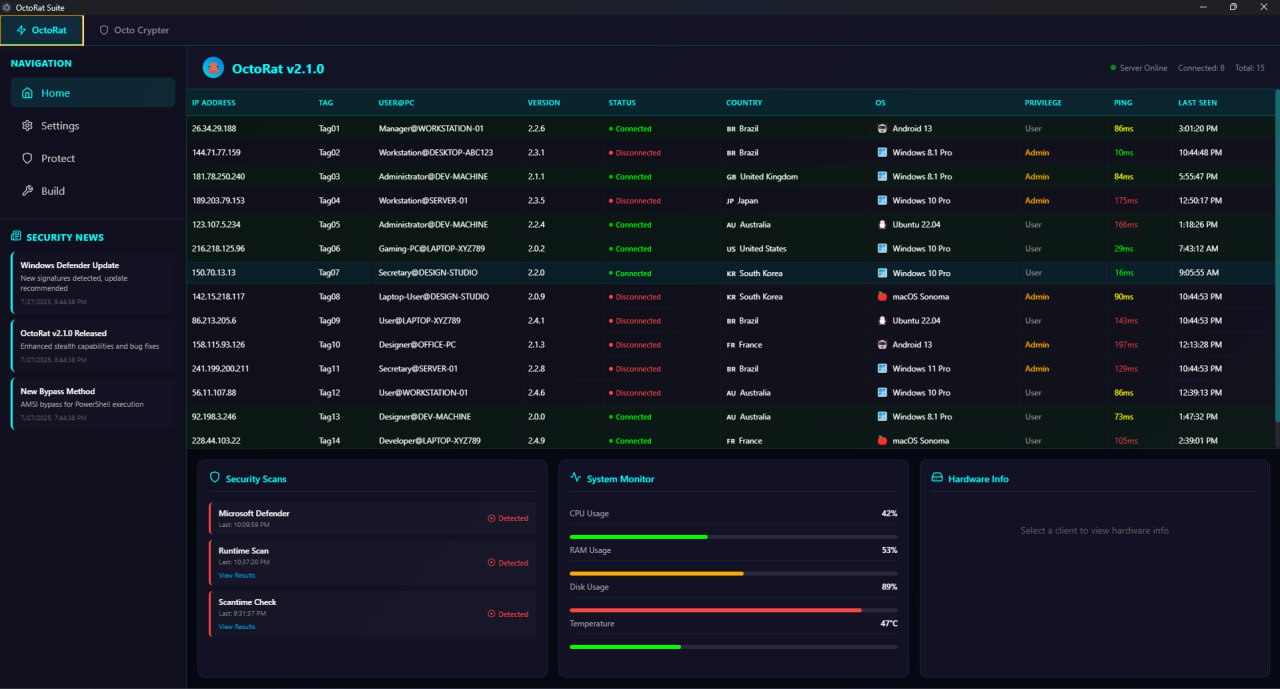 OctoRat Suite
OctoRat Octo Crypter
NAVIGATION
Home
Settings
Protect
Build
SECURITY NEWS
Windows Defender Update
New signatures detected, update
recommended
7/27/2025, 9:44:38 PM
OctoRat v2.1.0 Released
Enhanced stealth capabilities and bug fixes
7/27/2025, 8:44:38 PM
New Bypass Method
AMSI bypass for PowerShell execution
7/27/2025, 7:44:38 PM
OctoRat v2.1.0
Server Online Connected: 8 Total: 15
IP ADDRESS TAG USER@PC VERSION STATUS COUNTRY OS PRIVILEGE PING LAST SEEN
26.34.29.188 Tag01 Manager@WORKSTATION-01 2.2.6 Connected BR Brazil Android 13 User 86ms 3:01:20 PM
144.71.77.159 Tag02 Workstation@DESKTOP-ABC123 2.3.1 Disconnected BR Brazil Windows 8.1 Pro Admin 10ms 10:44:48 PM
181.78.250.240 Tag03 Administrator@DEV-MACHINE 2.1.1 Connected GB United Kingdom Windows 8.1 Pro Admin 84ms 5:55:47 PM
189.203.79.153 Tag04 Workstation@SERVER-01 2.3.5 Disconnected JP Japan Windows 10 Pro Admin 175ms 12:50:17 PM
123.107.5.234 Tag05 Administrator@DEV-MACHINE 2.2.4 Connected AU Australia Ubuntu 22.04 User 166ms 1:18:26 PM
216.218.125.96 Tag06 Gaming-PC@LAPTOP-XYZ789 2.0.2 Connected US United States Windows 10 Pro User 29ms 7:43:12 AM
150.70.13.13 Tag07 Secretary@DESIGN-STUDIO 2.2.0 Connected KR South Korea Windows 10 Pro User 16ms 9:05:55 AM
142.15.218.117 Tag08 Laptop-User@DESIGN-STUDIO 2.0.9 Disconnected KR South Korea macOS Sonoma Admin 90ms 10:44:53 PM
86.213.205.6 Tag09 User@LAPTOP-XYZ789 2.4.1 Disconnected BR Brazil Ubuntu 22.04 User 143ms 10:44:53 PM
158.115.93.126 Tag10 Designer@OFFICE-PC 2.1.3 Disconnected FR France Android 13 Admin 197ms 12:13:28 PM
241.199.200.211 Tag11 Secretary@SERVER-01 2.2.8 Disconnected BR Brazil Windows 11 Pro Admin 129ms 10:44:53 PM
56.11.107.88 Tag12 User@WORKSTATION-01 2.4.6 Disconnected AU Australia Windows 10 Pro User 86ms 12:39:13 PM
92.198.3.246 Tag13 Designer@DEV-MACHINE 2.0.0 Connected AU Australia Windows 8.1 Pro User 73ms 1:47:32 PM
228.44.103.22 Tag14 Developer@LAPTOP-XYZ789 2.4.9 Connected FR France macOS Sonoma User 105ms 2:39:01 PM
Security Scans
Microsoft Defender
Last: 10:09:59 PM
Detected
Runtime Scan
Last: 10:37:20 PM
View Results
Detected
Scantime Check
Last: 9:31:37 PM
View Results
Detected
System Monitor
CPU Usage 42%
RAM Usage 53%
Disk Usage 89%
Temperature 47°C
Hardware Info
Select a client to view hardware info